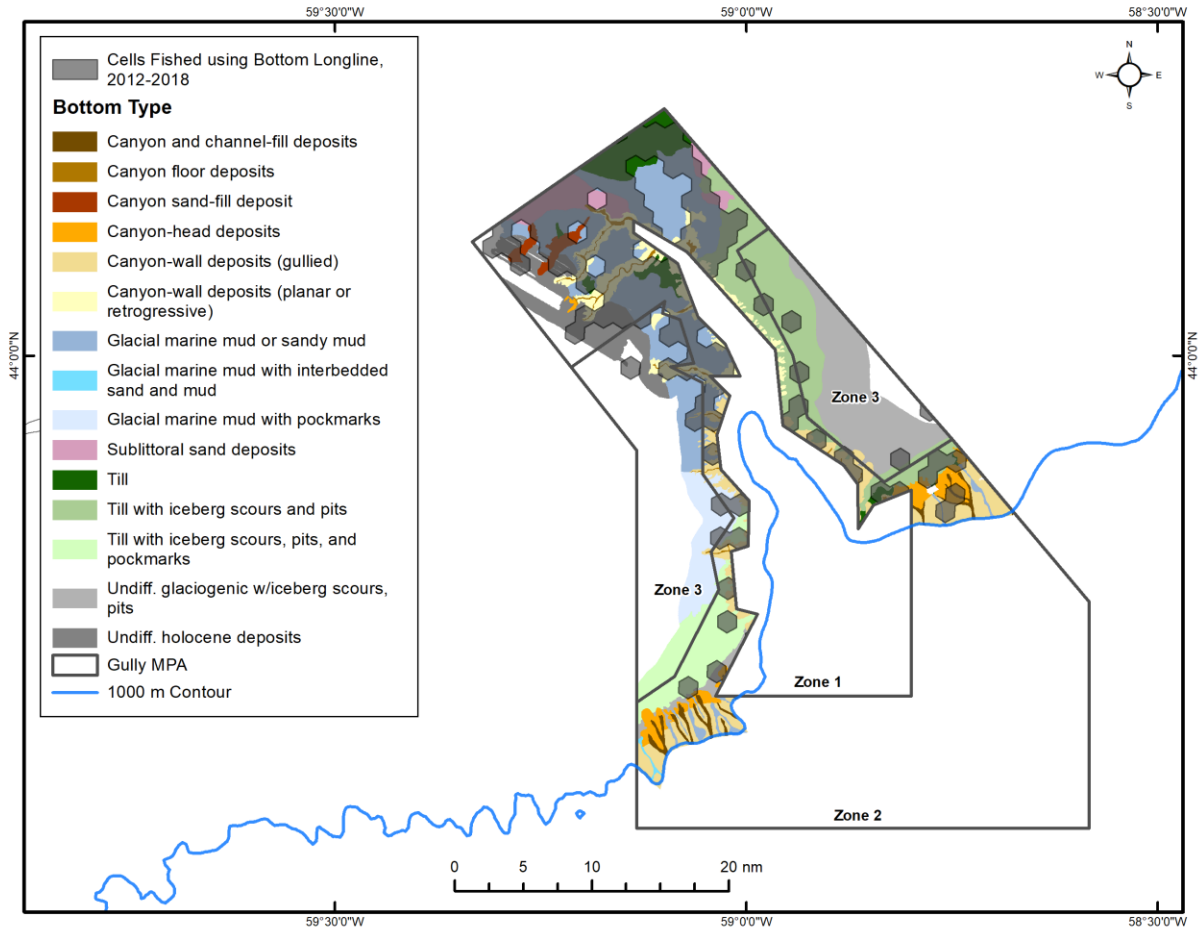 59°30'0"W
59°0'0"W
58°30'0"W
Cells Fished using Bottom Longline,
2012-2018
Bottom Type
Canyon and channel-fill deposits
Canyon floor deposits
Canyon sand-fill deposit
Canyon-head deposits
Canyon-wall deposits (gullied)
Canyon-wall deposits (planar or
retrogressive)
Glacial marine mud or sandy mud
Glacial marine mud with interbedded
sand and mud
Glacial marine mud with pockmarks
Sublittoral sand deposits
Till
Till with iceberg scours and pits
Till with iceberg scours, pits, and
pockmarks
Undiff. glaciogenic w/iceberg scours,
pits
Undiff. holocene deposits
Gully MPA
1000 m Contour
N
W
E
S
44°0'0"N
44°0'0"N
Zone 3
Zone 3
Zone 1
Zone 2
0
5
10
20 nm
59°30'0"W
59°0'0"W
58°30'0"W